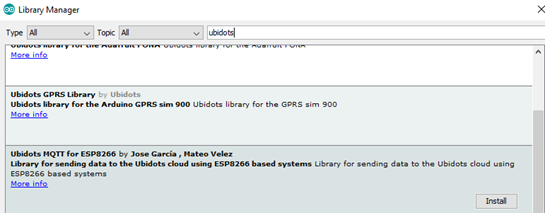 Library Manager
Type All Topic All ubidots
Ubidots library for the Adafruit FONA Ubidots library for the Adafruit FONA
More info
Ubidots GPRS Library by Ubidots
Ubidots library for the Arduino GPRS sim 900 Ubidots library for the GPRS sim 900
More info
Ubidots MQTT for ESP8266 by Jose García , Mateo Velez
Library for sending data to the Ubidots cloud using ESP8266 based systems Library for sending data to the Ubidots cloud using
ESP8266 based systems
More info
Install